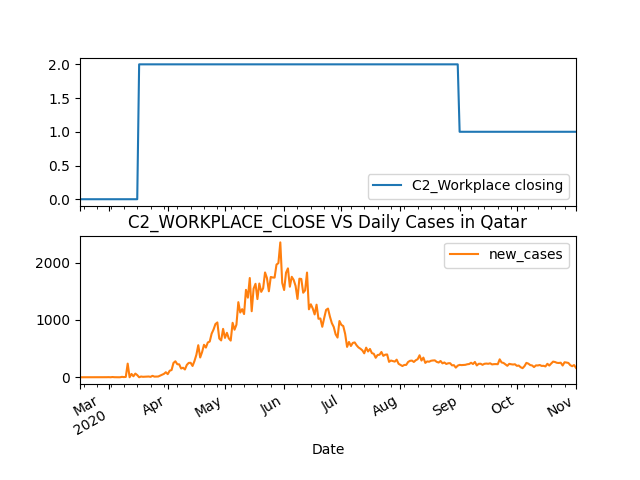 2.0
1.5
1.0
0.5
0.0
C2_Workplace closing
C2_WORKPLACE_CLOSE VS Daily Cases in Qatar
new_cases
2000
1000
0
Mar
2020
Apr
May
Jun
Jul
Aug
Sep
Oct
Nov
Date